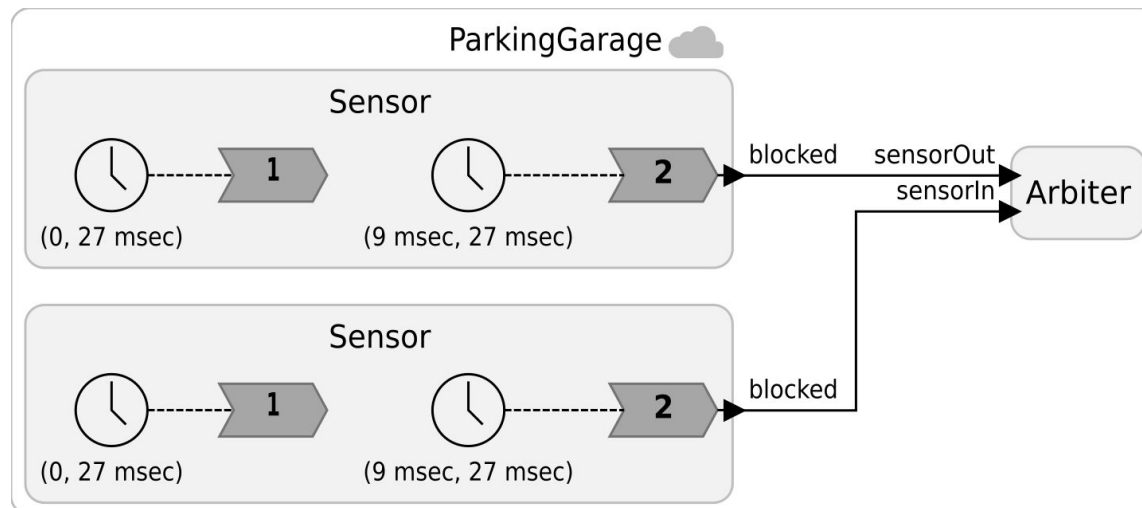 ParkingGarage
Sensor
1
2
(0, 27 msec)
(9 msec, 27 msec)
blocked
sensorOut
sensorIn
Arbiter
Sensor
1
2
(0, 27 msec)
(9 msec, 27 msec)
blocked